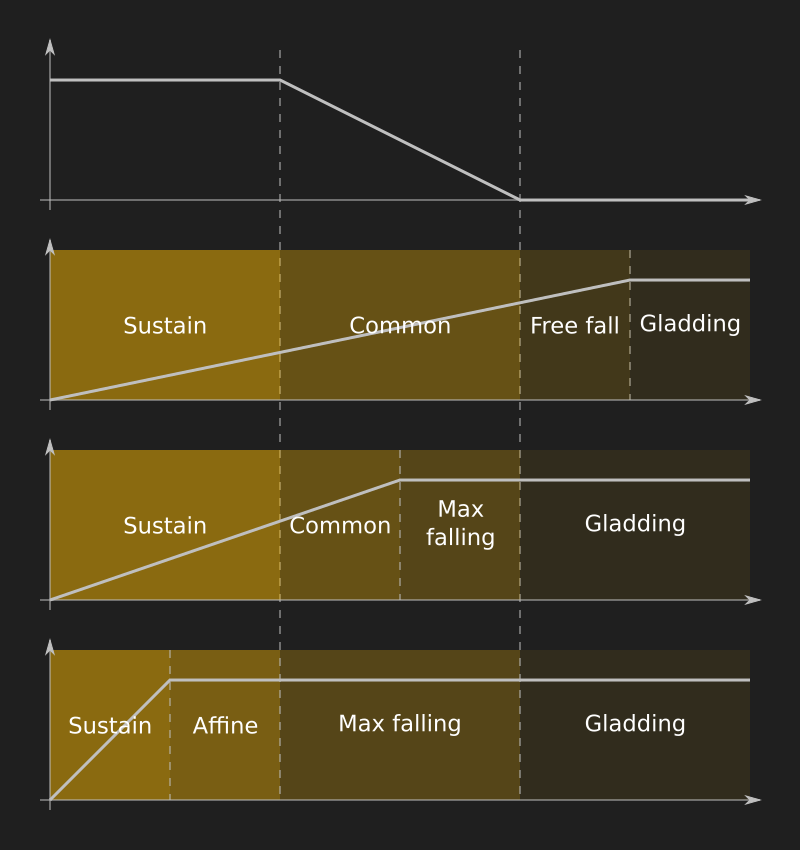 Sustain
Common
Free fall
Gladding
Sustain
Common
Max
falling
Gladding
Sustain
Affine
Max falling
Gladding